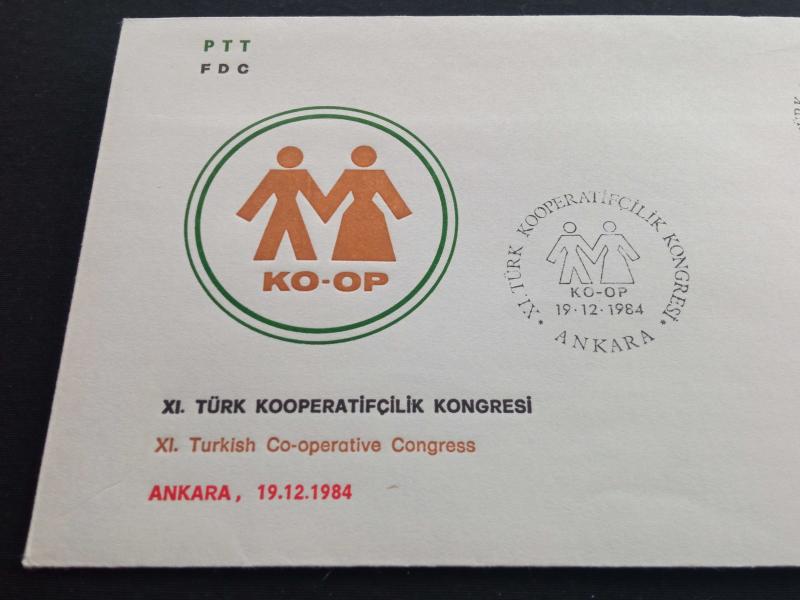 PTT
FDC
KO-OP
XI. TÜRK KOOPERATİFÇİLİK KONGRESİ
XI. Turkish Co-operative Congress
ANKARA, 19.12.1984
XI. TÜRK KOOPERATİFÇİLİK KONGRESİ
KO-OP
19.12.1984
* ANKARA *